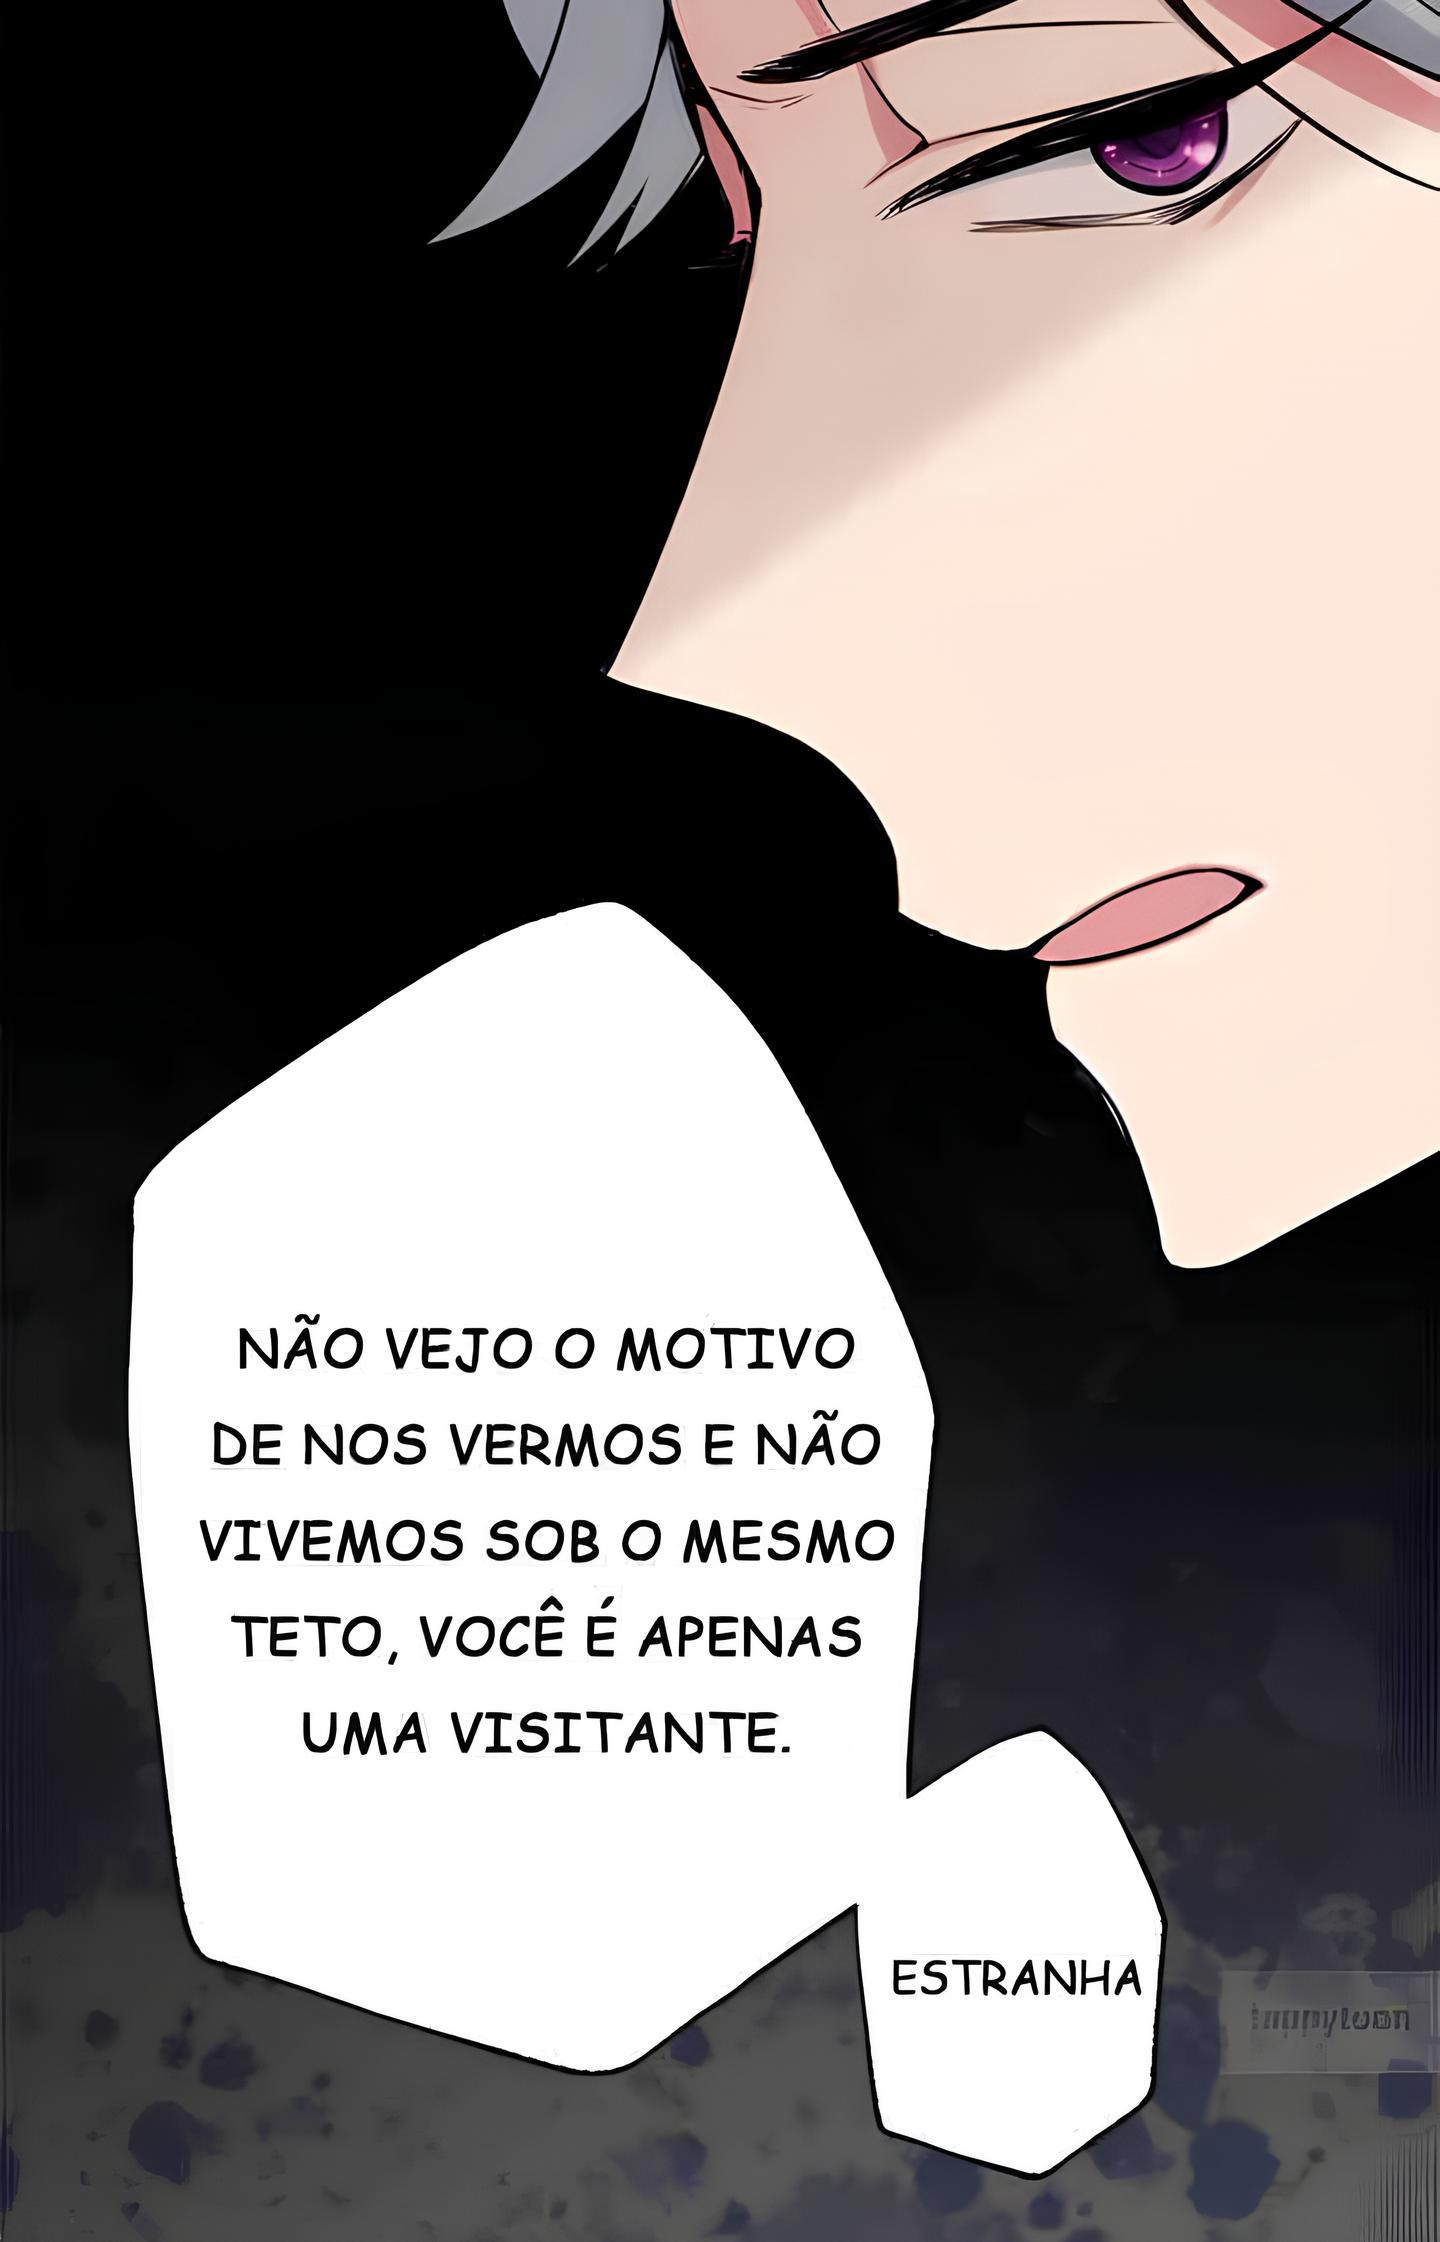 NÃO VEJO O MOTIVO
DE NOS VERMOS E NÃO
VIVEMOS SOB O MESMO
TETO, VOCÊ É APENAS
UMA VISITANTE.
ESTRANHA